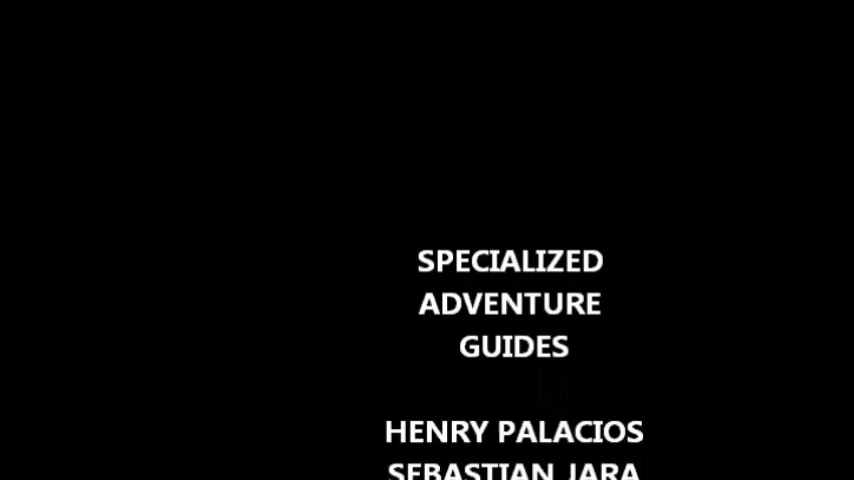 SPECIALIZED
ADVENTURE
GUIDES
HENRY PALACIOS
SEBASTIAN JARA